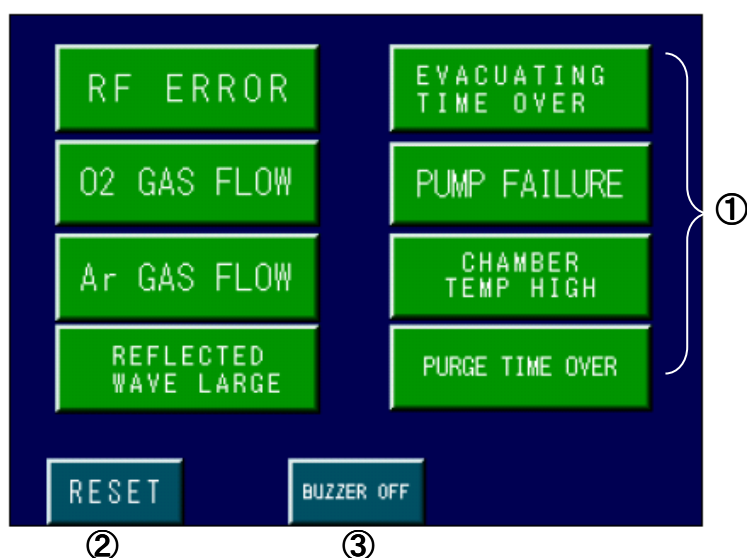 RF ERROR
EVACUATING
TIME OVER
O2 GAS FLOW
PUMP FAILURE
①
Ar GAS FLOW
CHAMBER
TEMP HIGH
REFLECTED
WAVE LARGE
PURGE TIME OVER
RESET
BUZZER OFF
②
③